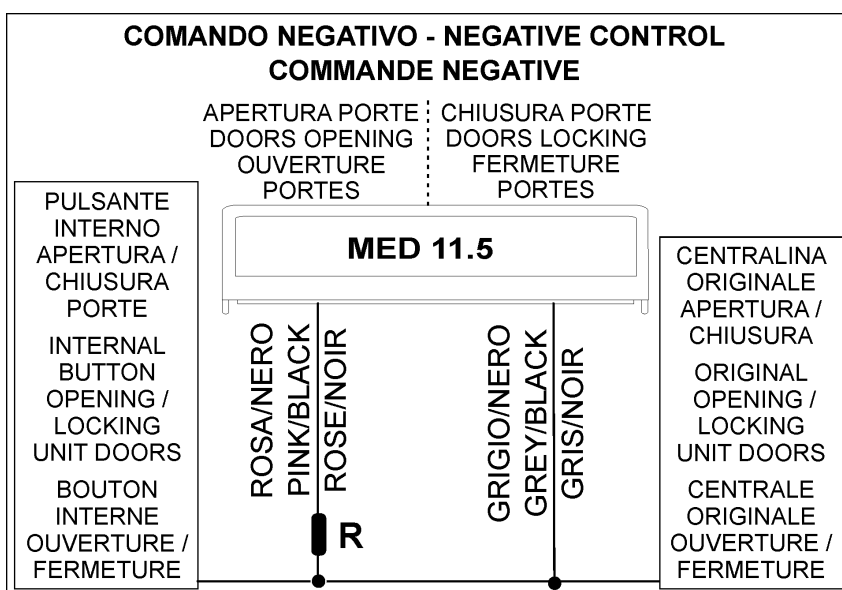 COMANDO NEGATIVO - NEGATIVE CONTROL
COMMANDE NEGATIVE
APERTURA PORTE
DOORS OPENING
OUVERTURE
PORTES
CHIUSURA PORTE
DOORS LOCKING
FERMETURE
PORTES
PULSANTE
INTERNO
APERTURA /
CHIUSURA
PORTE
INTERNAL
BUTTON
OPENING /
LOCKING
UNIT DOORS
BOUTON
INTERNE
OUVERTURE /
FERMETURE
MED 11.5
ROSA/NERO
PINK/BLACK
ROSE/NOIR
R
GRIGIO/NERO
GREY/BLACK
GRIS/NOIR
CENTRALINA
ORIGINALE
APERTURA /
CHIUSURA
ORIGINAL
OPENING /
LOCKING
UNIT DOORS
CENTRALE
ORIGINALE
OUVERTURE /
FERMETURE